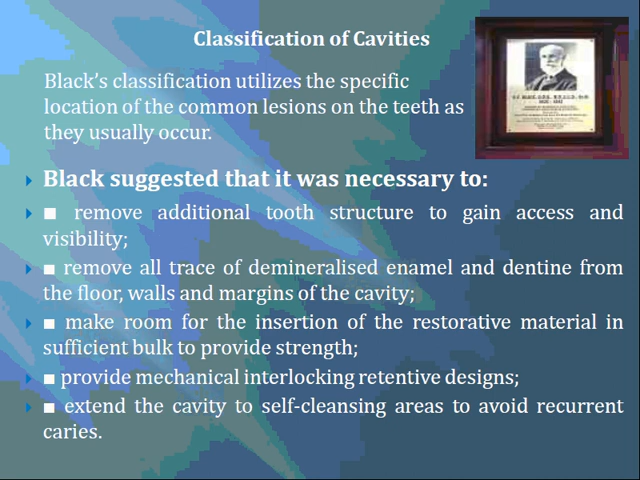 Classification of Cavities
Black's classification utilizes the specific
location of the common lesions on the teeth as
they usually occur.
Black suggested that it was necessary to:
■ remove additional tooth structure to gain access and
visibility;
■ remove all trace of demineralised enamel and dentine from
the floor, walls and margins of the cavity;
■ make room for the insertion of the restorative material in
sufficient bulk to provide strength;
■ provide mechanical interlocking retentive designs;
■ extend the cavity to self-cleansing areas to avoid recurrent
caries.